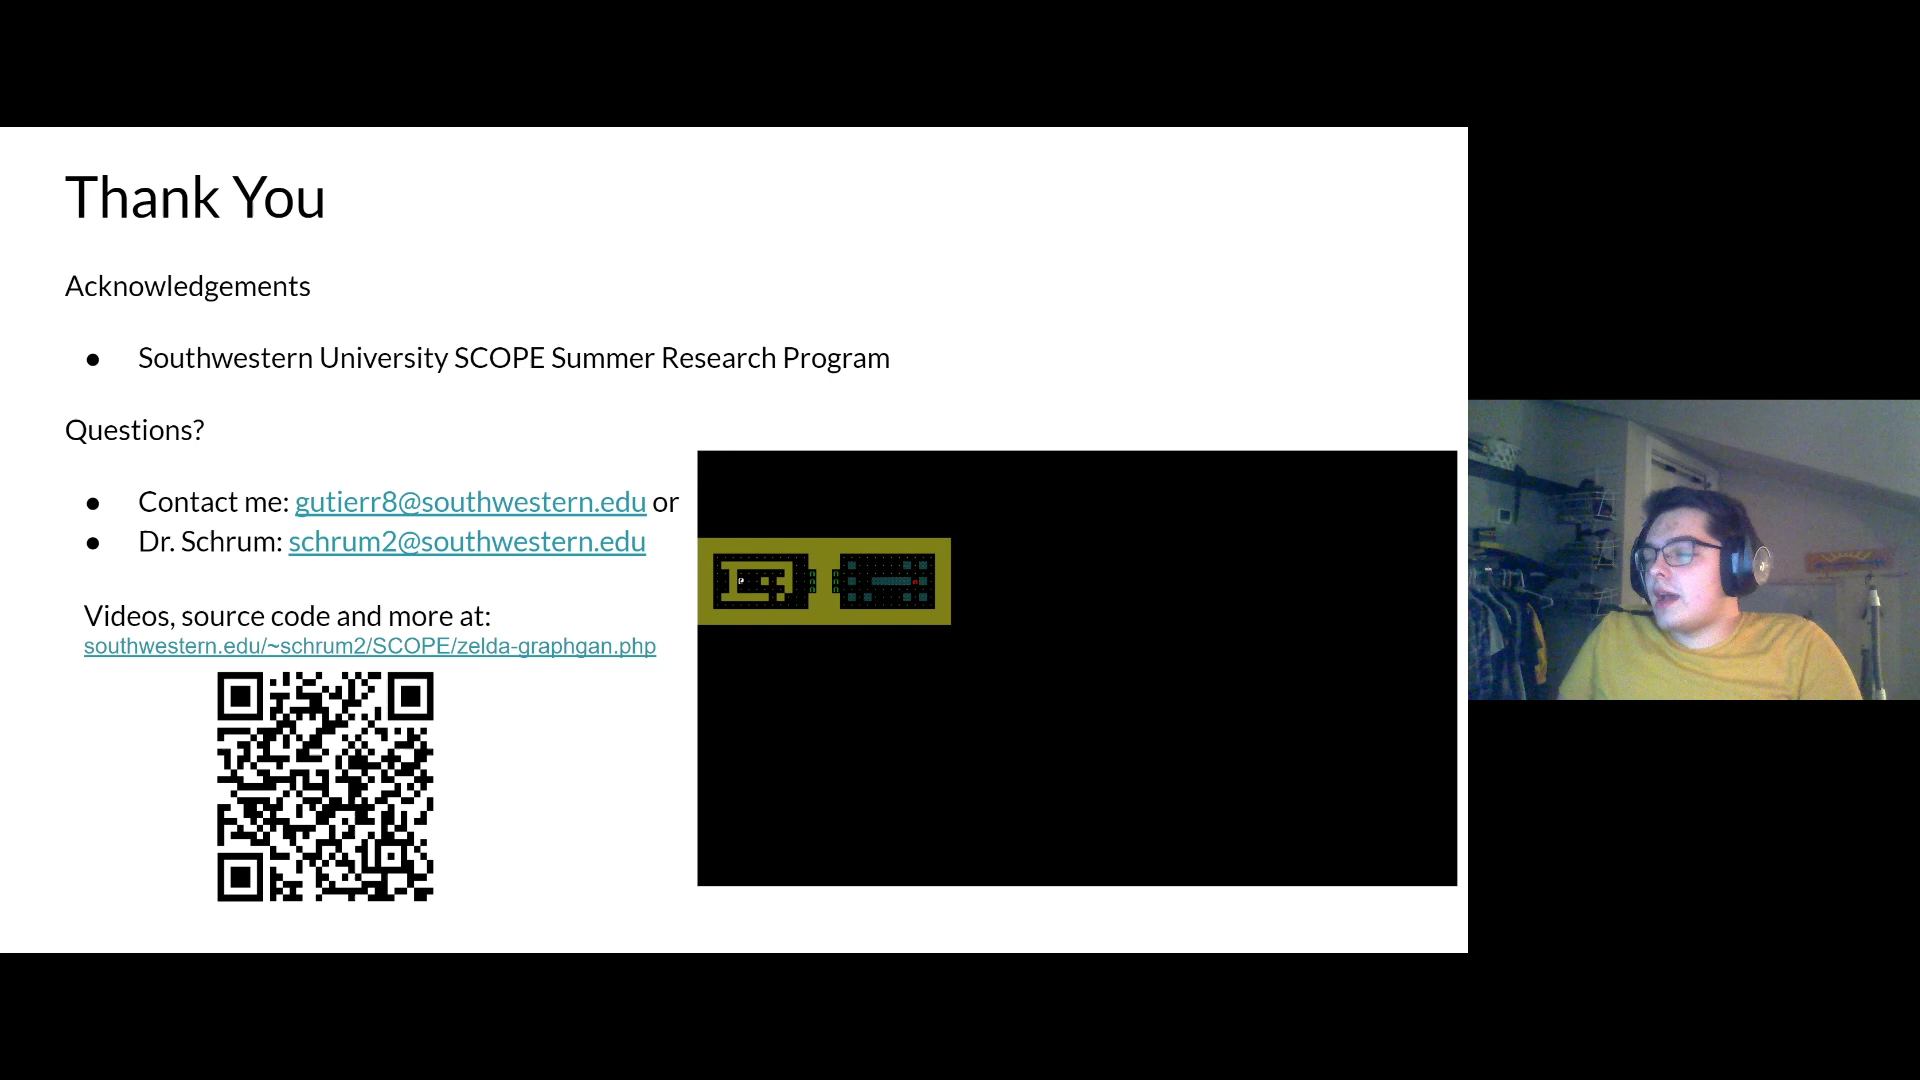 Thank You
Acknowledgements
● Southwestern University SCOPE Summer Research Program
Questions?
● Contact me: gutierr8@southwestern.edu or
● Dr. Schrum: schrum2@southwestern.edu
Videos, source code and more at:
southwestern.edu/~schrum2/SCOPE/zelda-graphgan.php